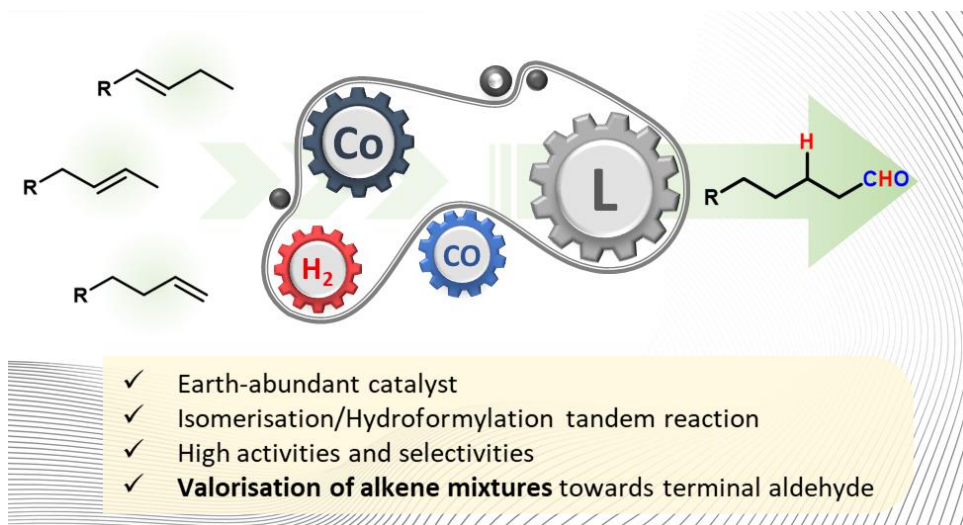 R
R
R
Co
H₂
CO
L
H
R
CHO
✓ Earth-abundant catalyst
✓ Isomerisation/Hydroformylation tandem reaction
✓ High activities and selectivities
✓ Valorisation of alkene mixtures towards terminal aldehyde